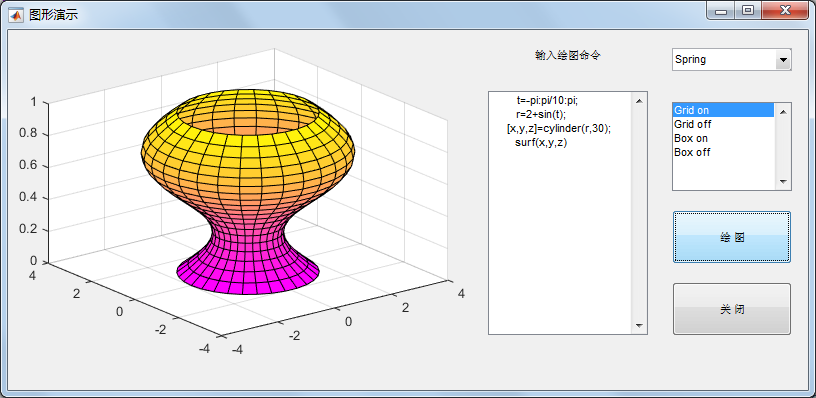 图形演示
输入绘图命令
Spring
t=-pi:pi/10:pi;
r=2+sin(t);
[x,y,z]=cylinder(r,30);
surf(x,y,z)
Grid on
Grid off
Box on
Box off
绘 图
关 闭
1
0.8
0.6
0.4
0.2
0
4
2
0
-2
-4
-4
-2
0
2
4